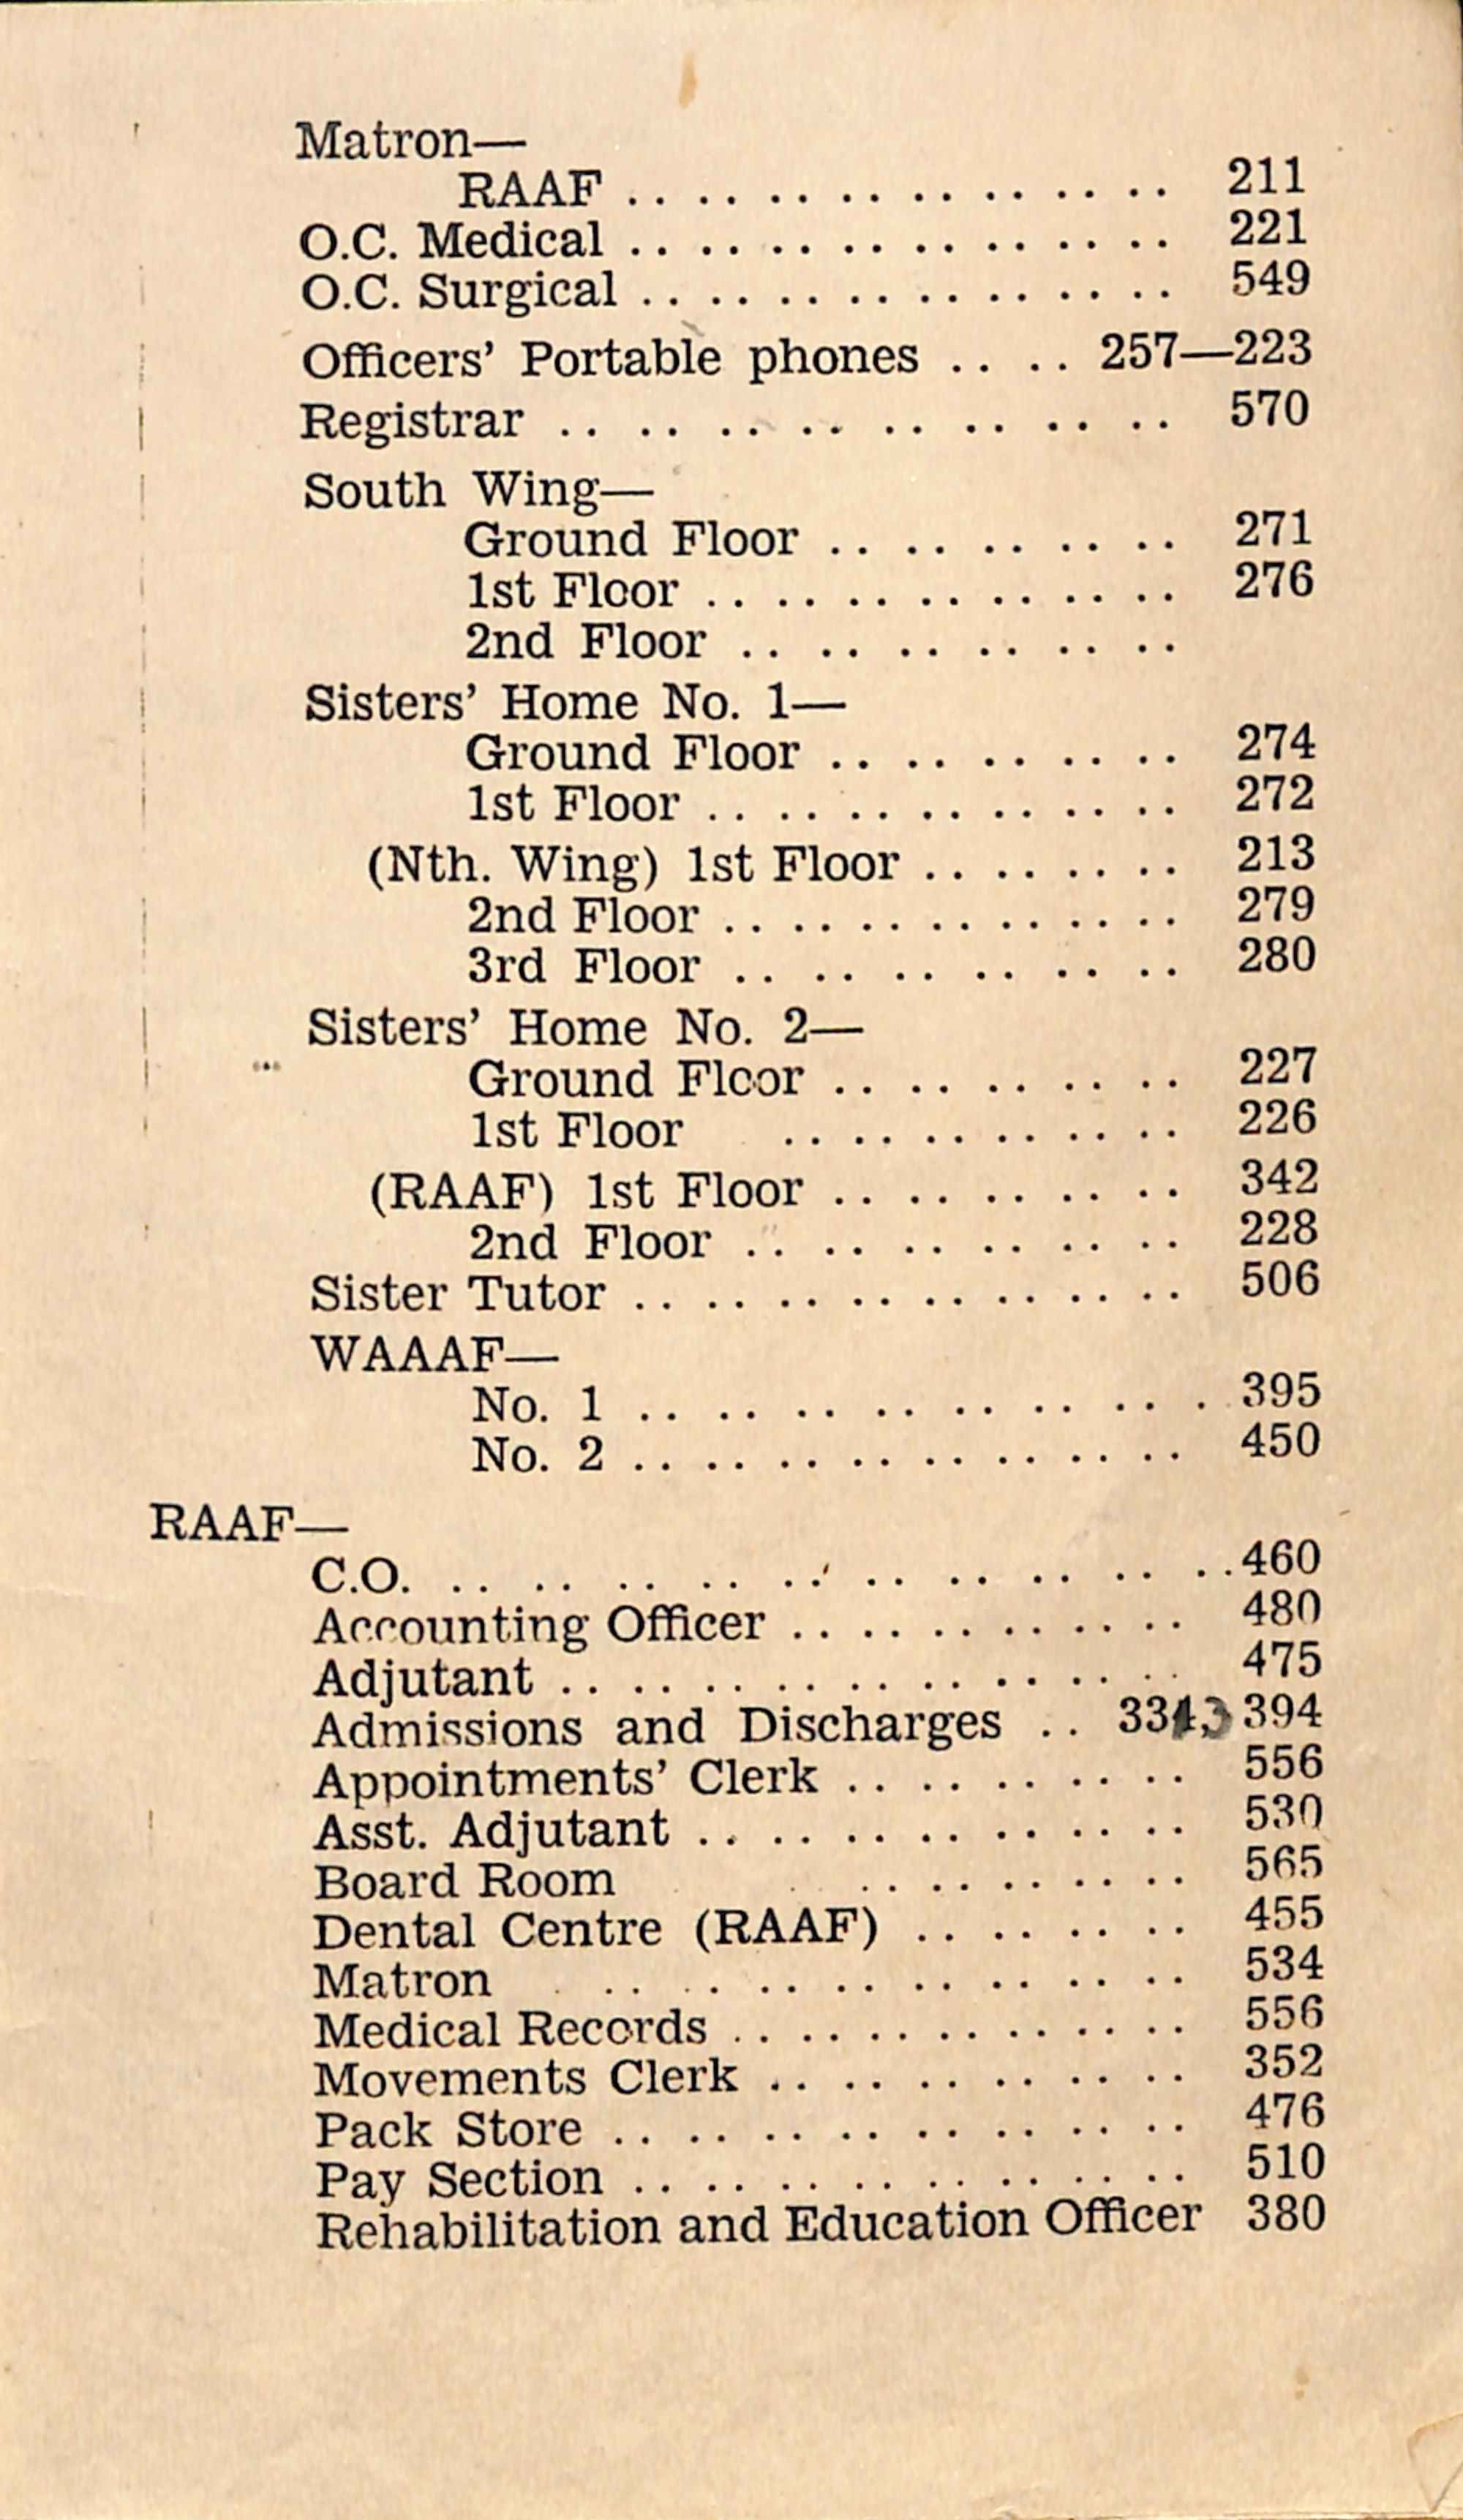 Matron—
RAAF .. .. .. .. .. .. .. .. 211
O.C. Medical .. .. .. .. .. .. .. .. 221
O.C. Surgical .. .. .. .. .. .. .. .. 549
Officers' Portable phones .. .. 257—223
Registrar .. .. .. .. .. .. .. .. 570
South Wing—
Ground Floor .. .. .. .. .. 271
1st Floor .. .. .. .. .. .. .. 276
2nd Floor .. .. .. .. .. ..
Sisters' Home No. 1—
Ground Floor .. .. .. .. .. 274
1st Floor .. .. .. .. .. .. .. 272
(Nth. Wing) 1st Floor .. .. .. .. 213
2nd Floor .. .. .. .. .. .. .. 279
3rd Floor .. .. .. .. .. .. 280
Sisters' Home No. 2—
Ground Floor .. .. .. .. .. 227
1st Floor .. .. .. .. .. .. 226
(RAAF) 1st Floor .. .. .. .. .. 342
2nd Floor .. .. .. .. .. .. 228
Sister Tutor .. .. .. .. .. .. .. .. 506
WAAAF—
No. 1 .. .. .. .. .. .. .. . 395
No. 2 .. .. .. .. .. .. .. .. 450
RAAF—
C.O. .. .. .. .. .. .. .. .. .. .. 460
Accounting Officer .. .. .. .. .. .. 480
Adjutant .. .. .. .. .. .. .. .. .. 475
Admissions and Discharges .. 394
Appointments' Clerk .. .. .. .. .. 556
Asst. Adjutant .. .. .. .. .. .. .. 530
Board Room .. .. .. .. .. 565
Dental Centre (RAAF) .. .. .. .. 455
Matron .. .. .. .. .. .. .. .. 534
Medical Records .. .. .. .. .. .. .. 556
Movements Clerk .. .. .. .. .. .. 352
Pack Store .. .. .. .. .. .. .. .. 476
Pay Section .. .. .. .. .. .. .. .. 510
Rehabilitation and Education Officer 380